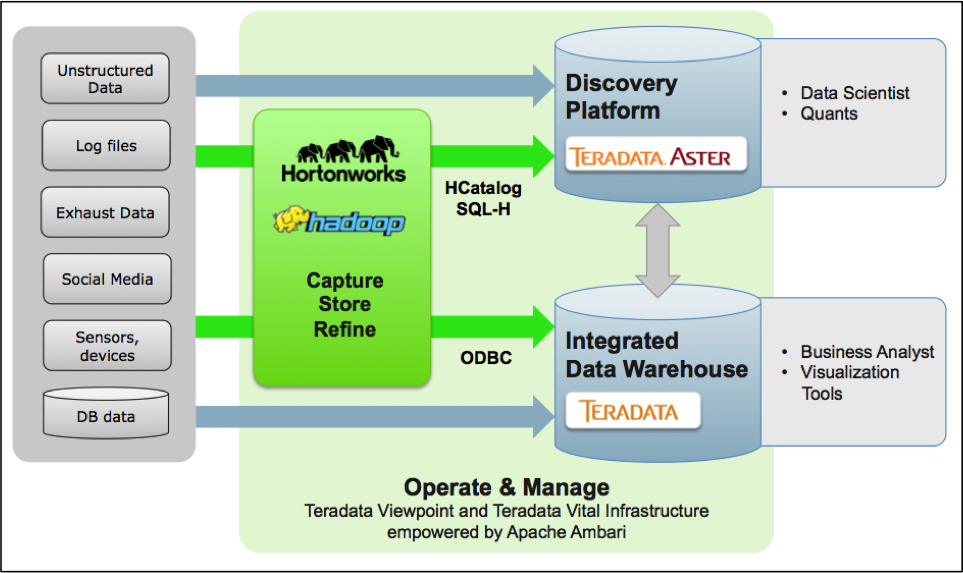 Unstructured
Data
Log files
Exhaust Data
Social Media
Sensors,
devices
DB data
Hortonworks
hadoop
Capture
Store
Refine
HCatalog
SQL-H
ODBC
Discovery
Platform
TERADATA ASTER
Integrated
Data Warehouse
TERADATA
• Data Scientist
• Quants
• Business Analyst
• Visualization
Tools
Operate & Manage
Teradata Viewpoint and Teradata Vital Infrastructure
empowered by Apache Ambari